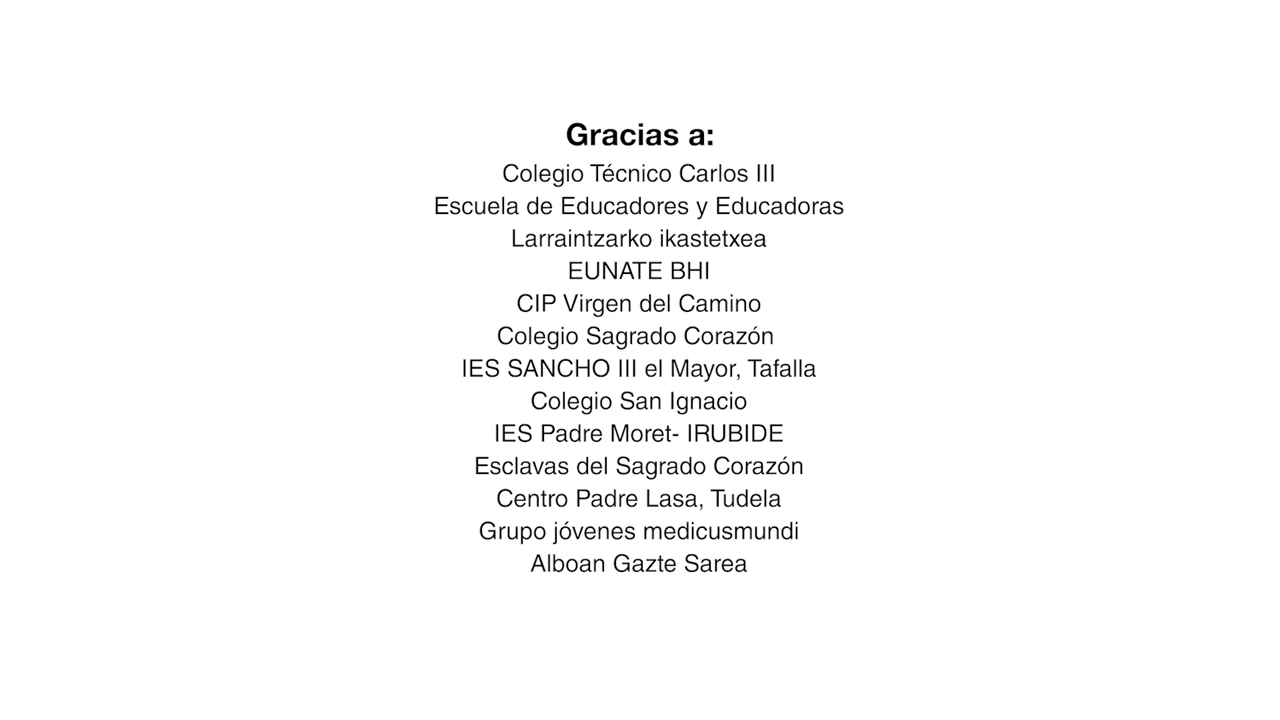 Gracias a:
Colegio Técnico Carlos III
Escuela de Educadores y Educadoras
Larraintzarko ikastetxea
EUNATE BHI
CIP Virgen del Camino
Colegio Sagrado Corazón
IES SANCHO III el Mayor, Tafalla
Colegio San Ignacio
IES Padre Moret- IRUBIDE
Esclavas del Sagrado Corazón
Centro Padre Lasa, Tudela
Grupo jóvenes medicusmundi
Alboan Gazte Sarea